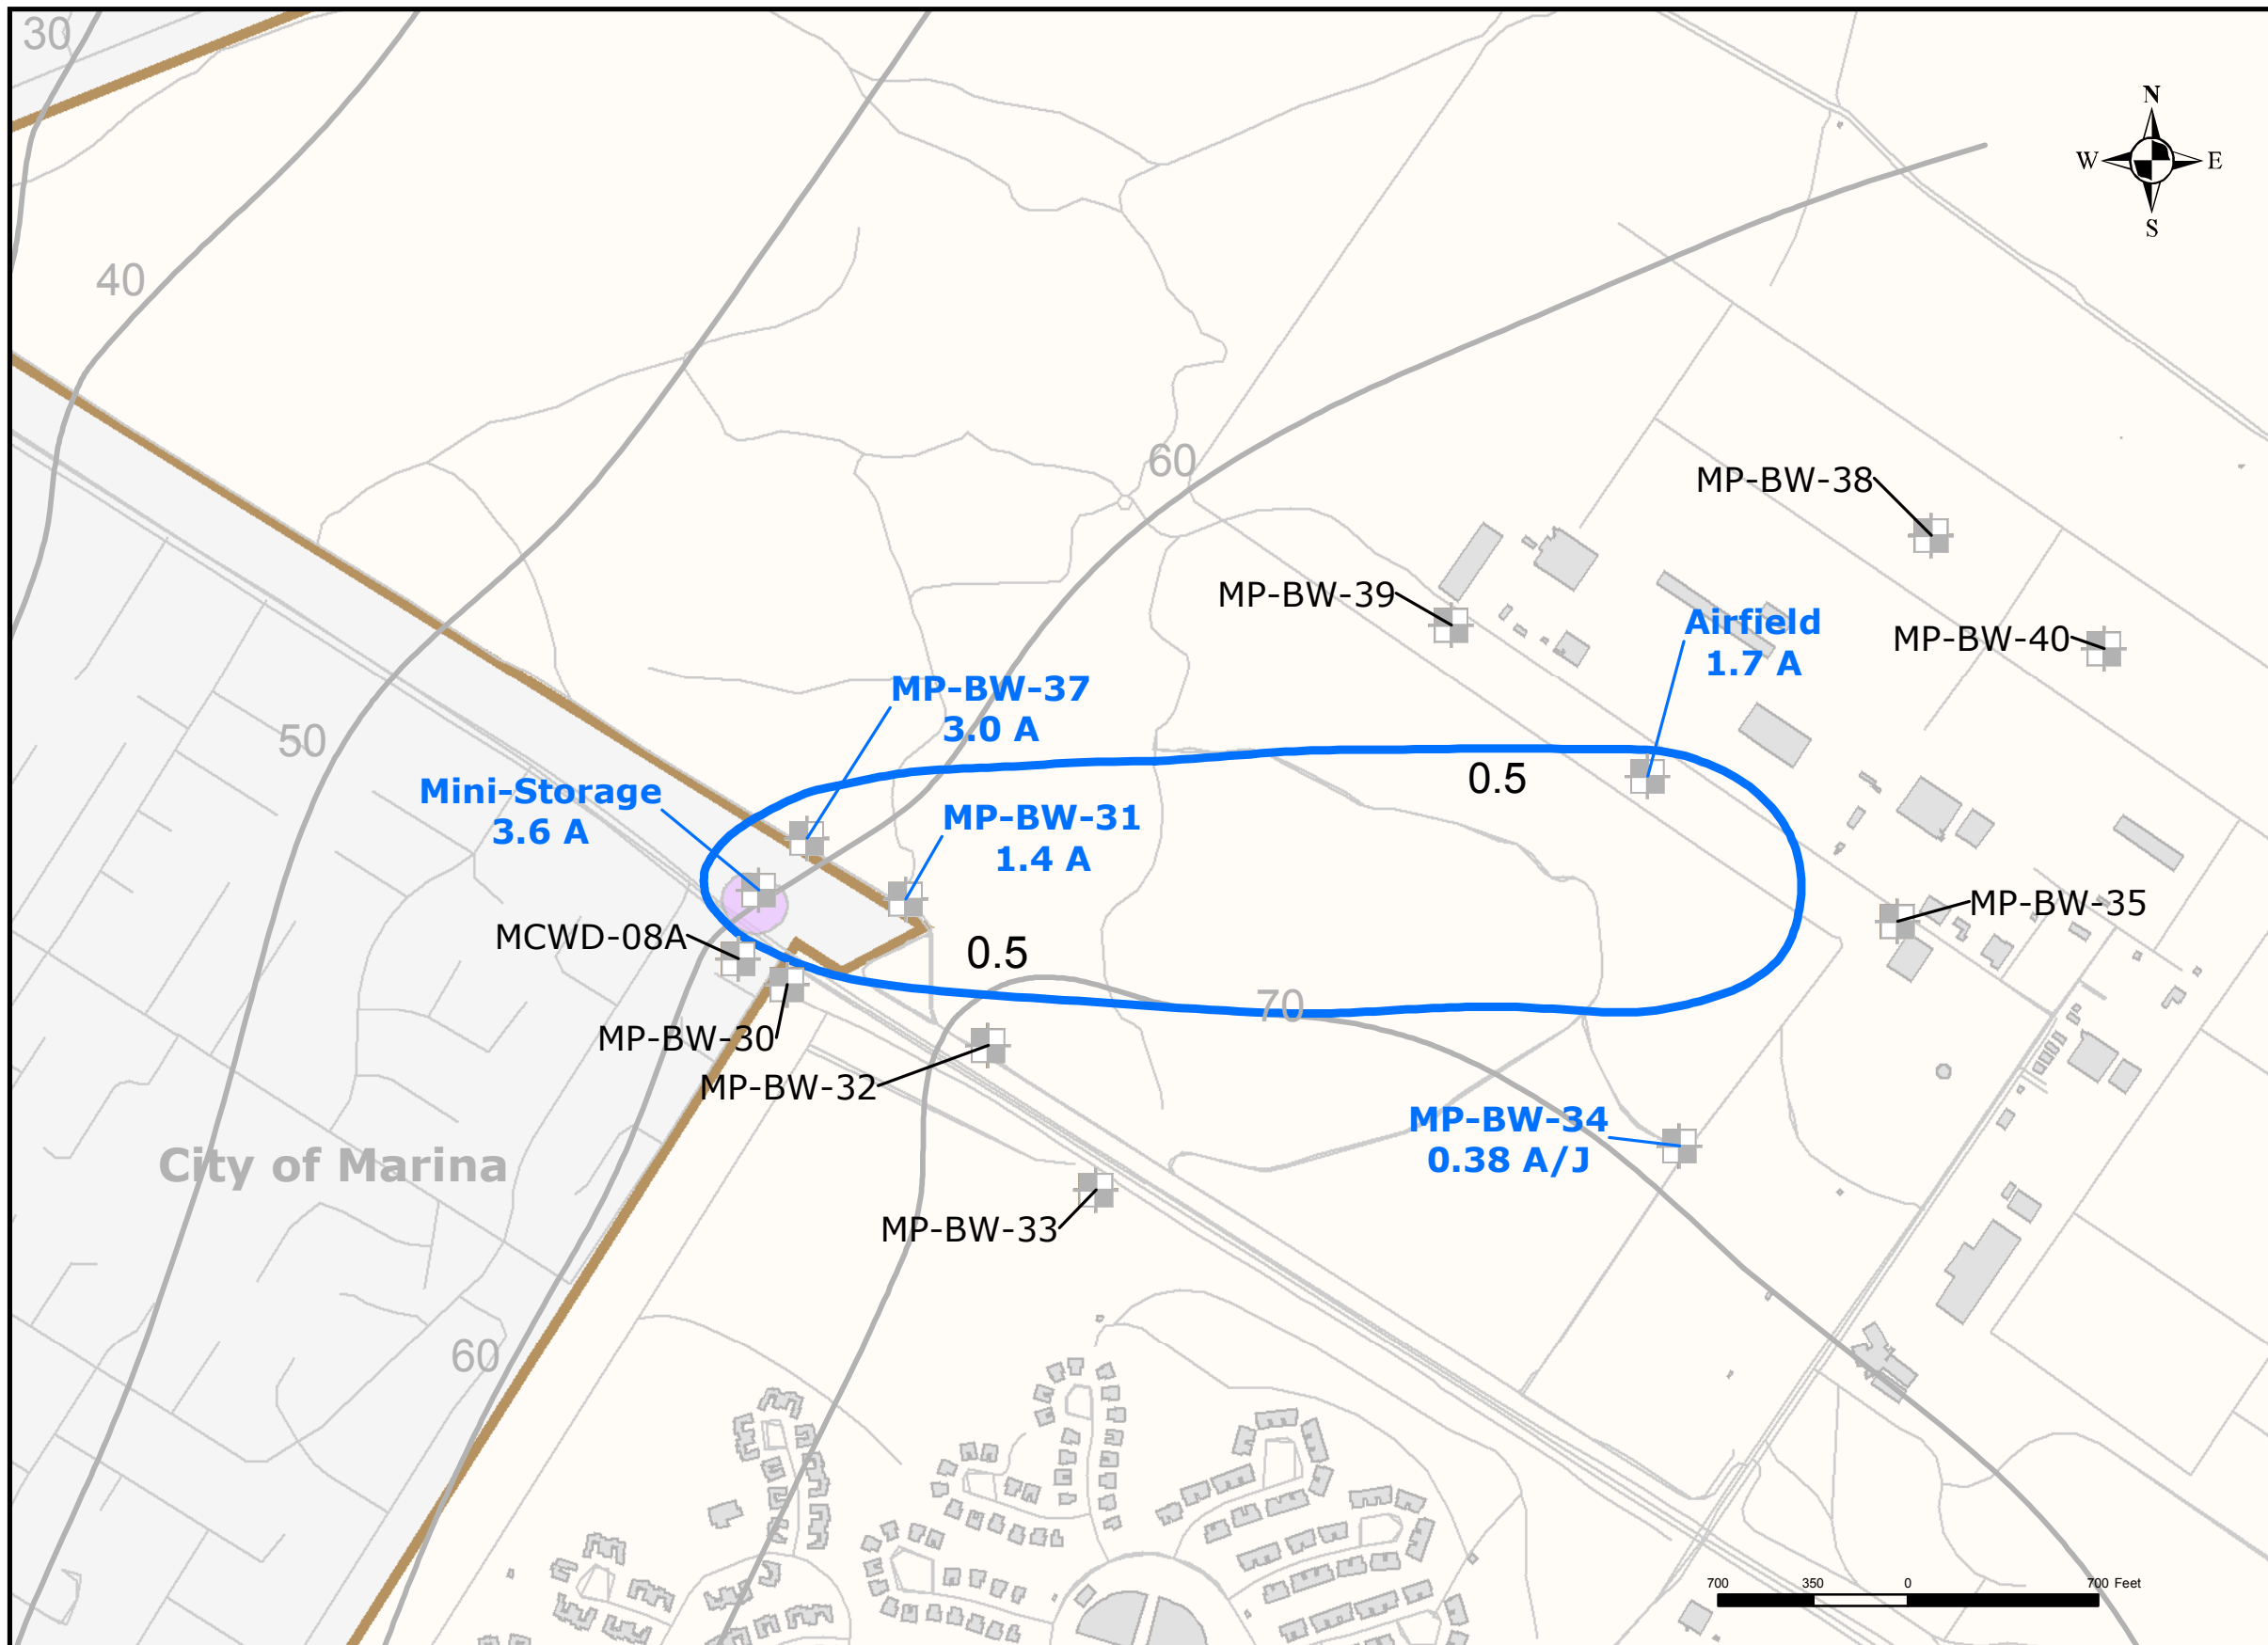 30
N
W E
S
40
60
MP-BW-38
MP-BW-39
Airfield
1.7 A
MP-BW-40
MP-BW-37
3.0 A
50
0.5
Mini-Storage
3.6 A
MP-BW-31
1.4 A
MP-BW-35
MCWD-08A
0.5
70
MP-BW-30
MP-BW-32
MP-BW-34
0.38 A/J
City of Marina
MP-BW-33
60
700 350 0 700 Feet